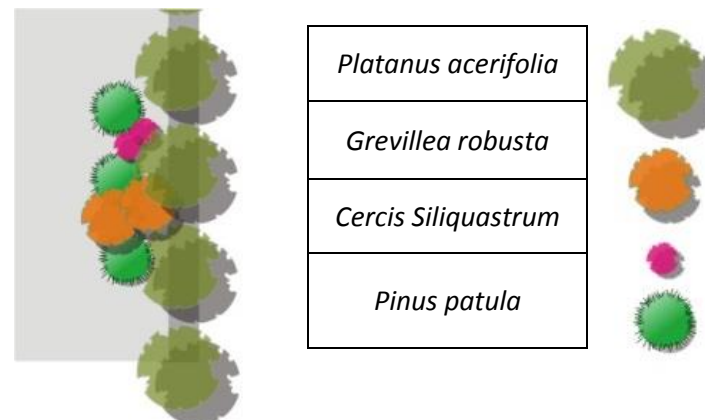 Platanus acerifolia
Grevillea robusta
Cercis Siliquastrum
Pinus patula